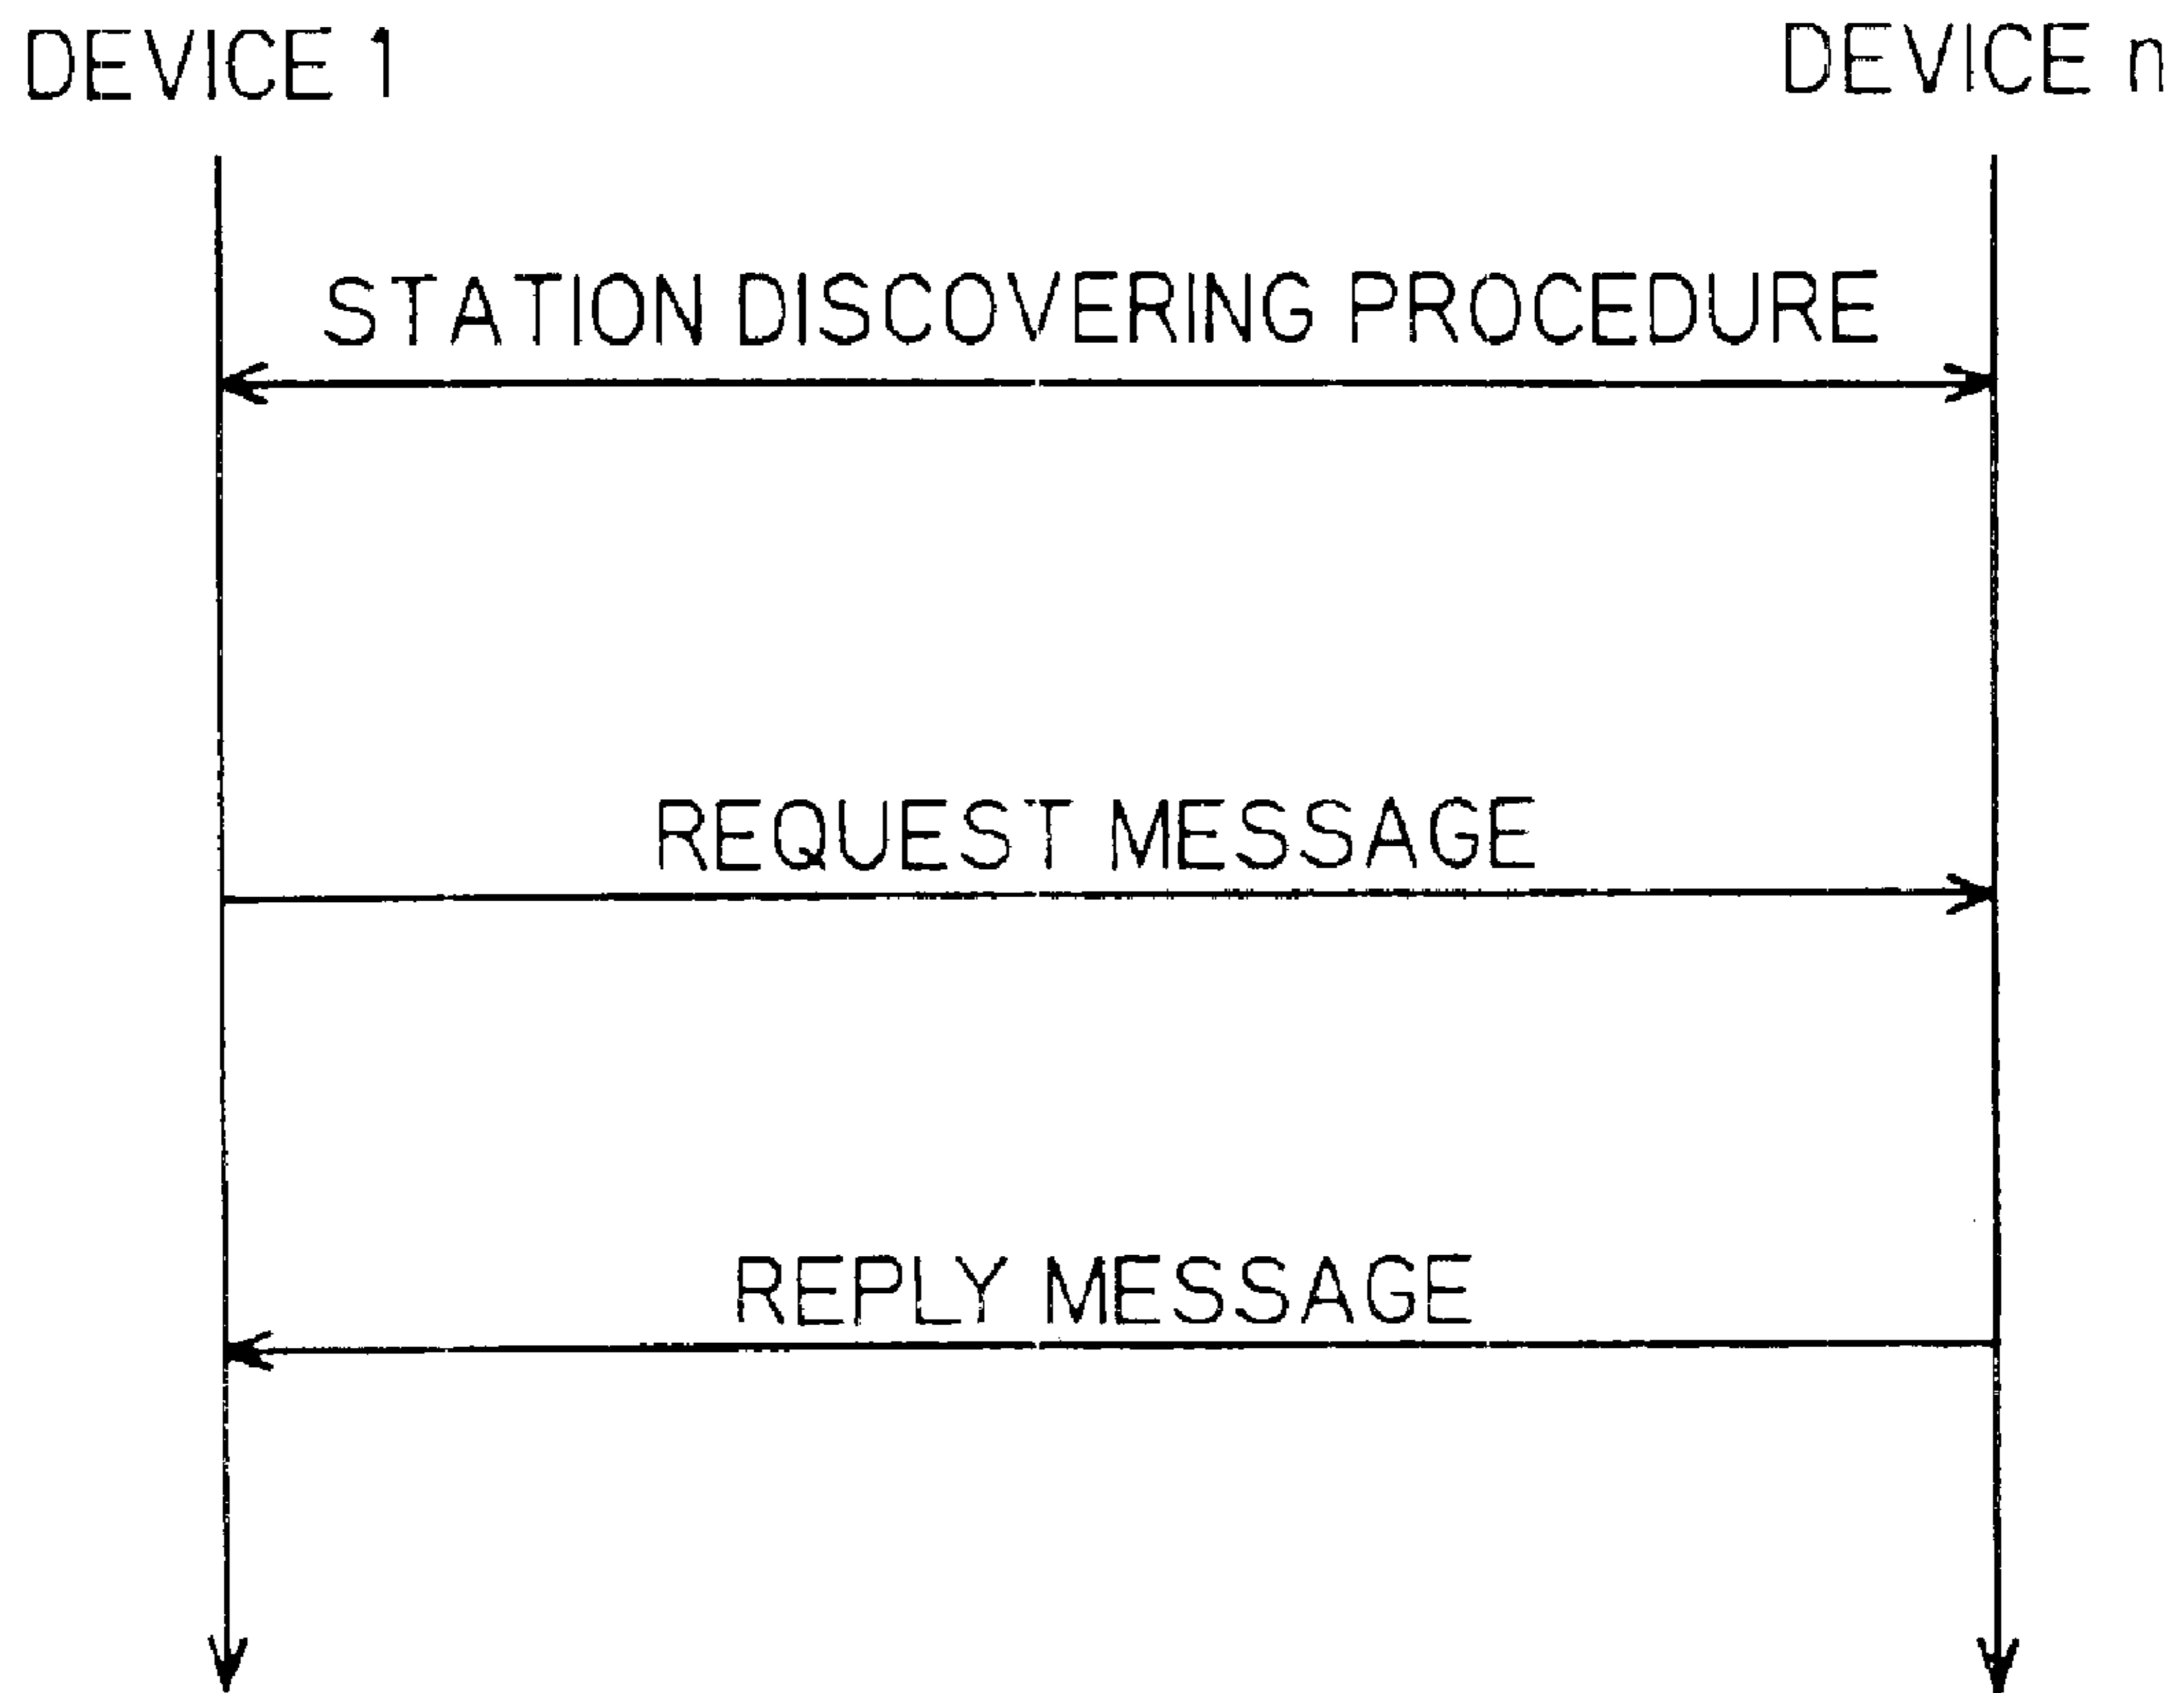 DEVICE 1
DEVICE n
STATION DISCOVERING PROCEDURE
REQUEST MESSAGE
REPLY MESSAGE